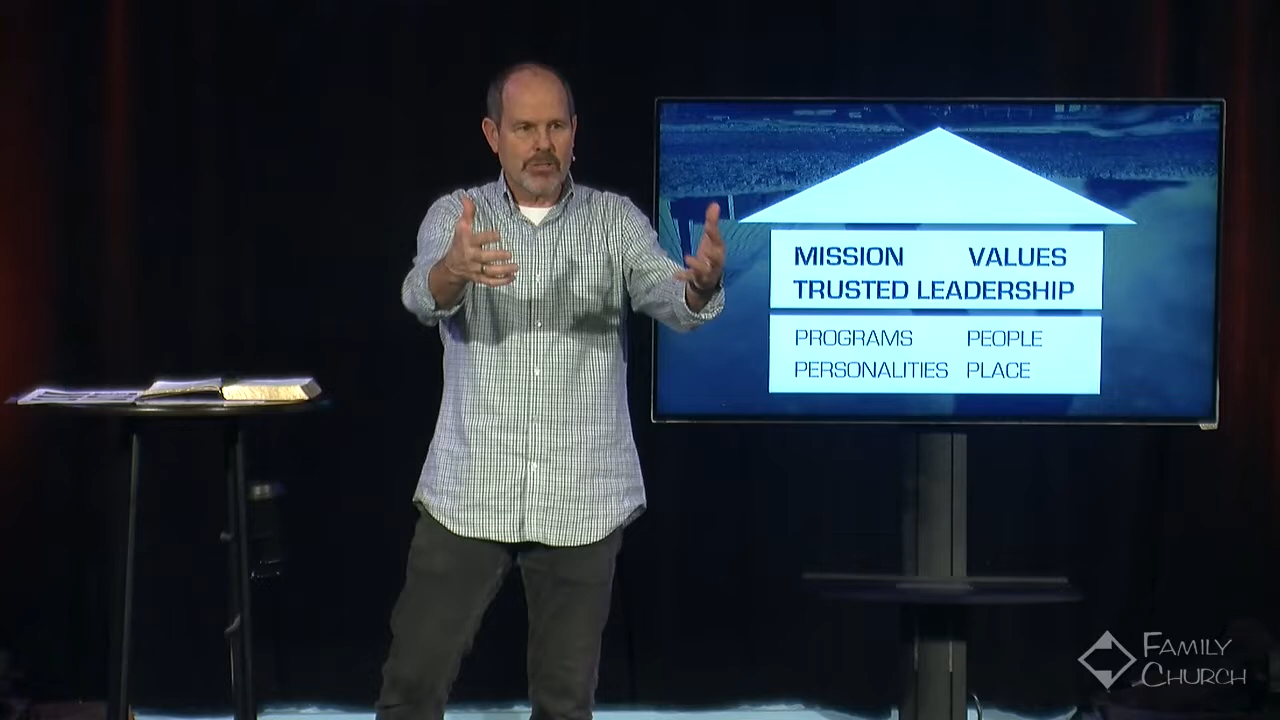 MISSION VALUES
TRUSTED LEADERSHIP
PROGRAMS PEOPLE
PERSONALITIES PLACE
FAMILY
CHURCH